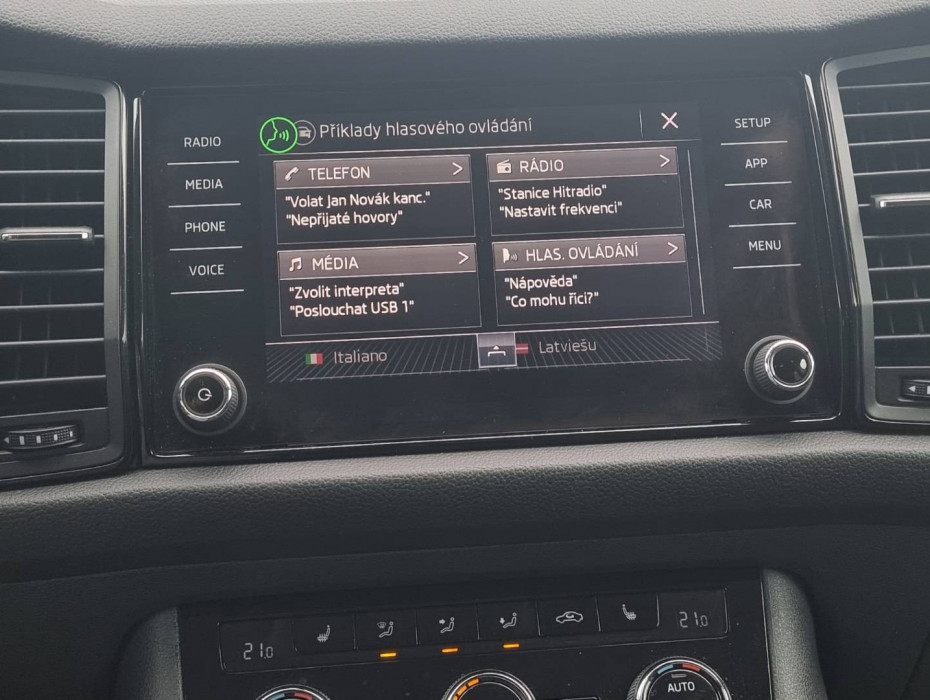 RADIO
MEDIA
PHONE
VOICE
Příklady hlasového ovládání
TELEFON
"Volat Jan Novák kanc."
"Nepřijaté hovory"
RÁDIO
"Stanice Hitradio"
"Nastavit frekvenci"
MÉDIA
"Zvolit interpreta"
"Poslouchat USB 1"
HLAS. OVLÁDÁNÍ
"Nápověda"
"Co mohu říci?"
Italiano
Latviešu
SETUP
APP
CAR
MENU
21.0
21.0
AUTO